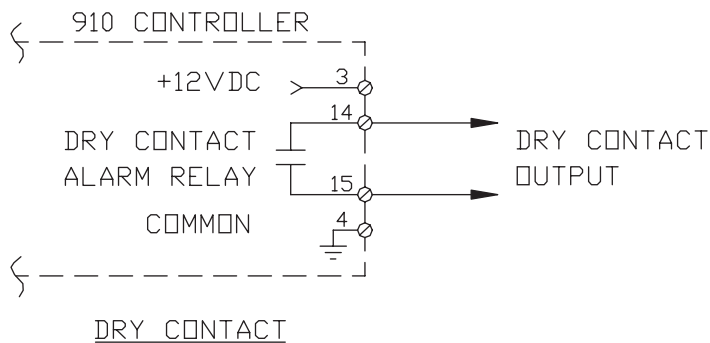 910 CONTROLLER
+12VDC
3
14
DRY CONTACT
ALARM RELAY
15
COMMON
4
DRY CONTACT
OUTPUT
DRY CONTACT